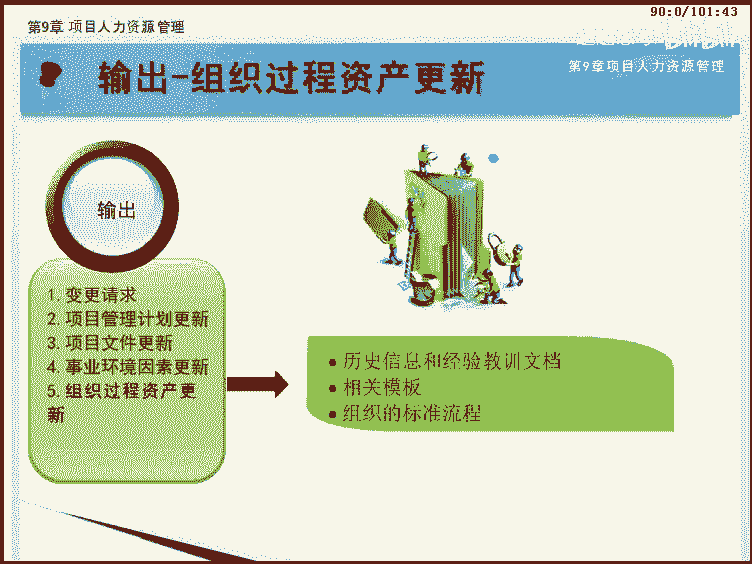 90:0/101:43
第9章 项目人力资源管理
输出-组织过程资产更新
第9章项目人力资源管理
输出
1. 变更请求
2. 项目管理计划更新
3. 项目文件更新
4. 事业环境因素更新
5. 组织过程资产更
新
● 历史信息和经验教训文档
● 相关模板
● 组织的标准流程